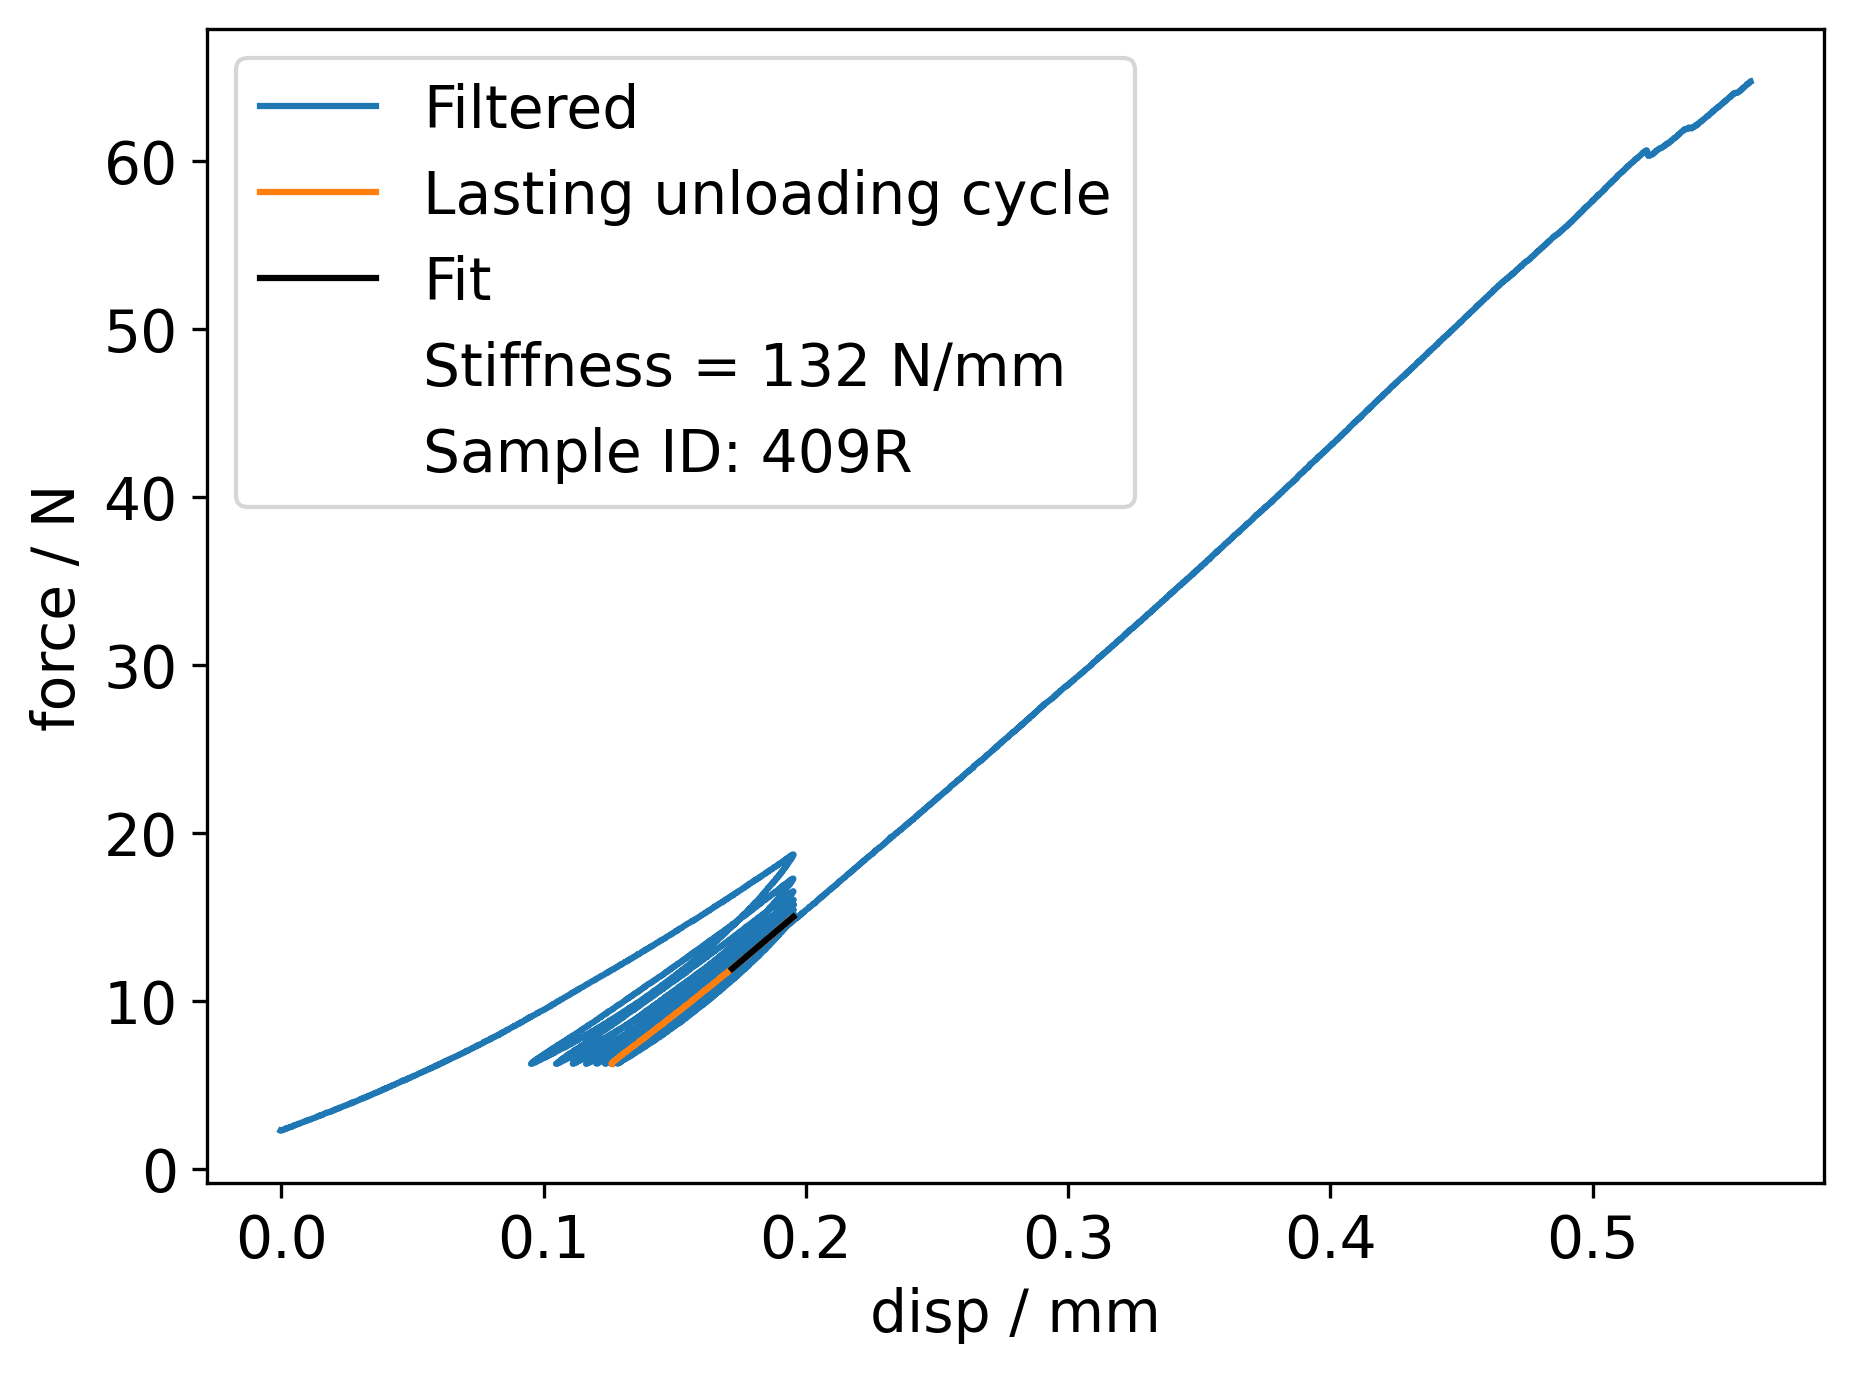 Filtered
Lasting unloading cycle
Fit
Stiffness = 132 N/mm
Sample ID: 409R
60
50
40
30
20
10
0
force / N
0.0 0.1 0.2 0.3 0.4 0.5
disp / mm